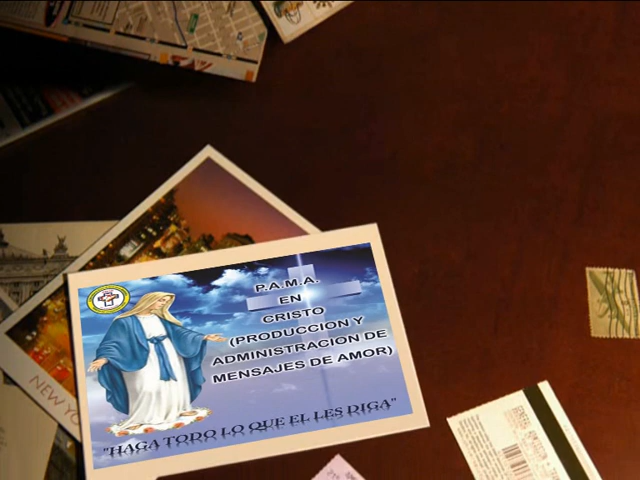 P.A.M.A.
EN
CRISTO
(PRODUCCION Y
ADMINISTRACION DE
MENSAJES DE AMOR)
"HAGA TODO LO QUE EL LES DIGA"
NEW YO